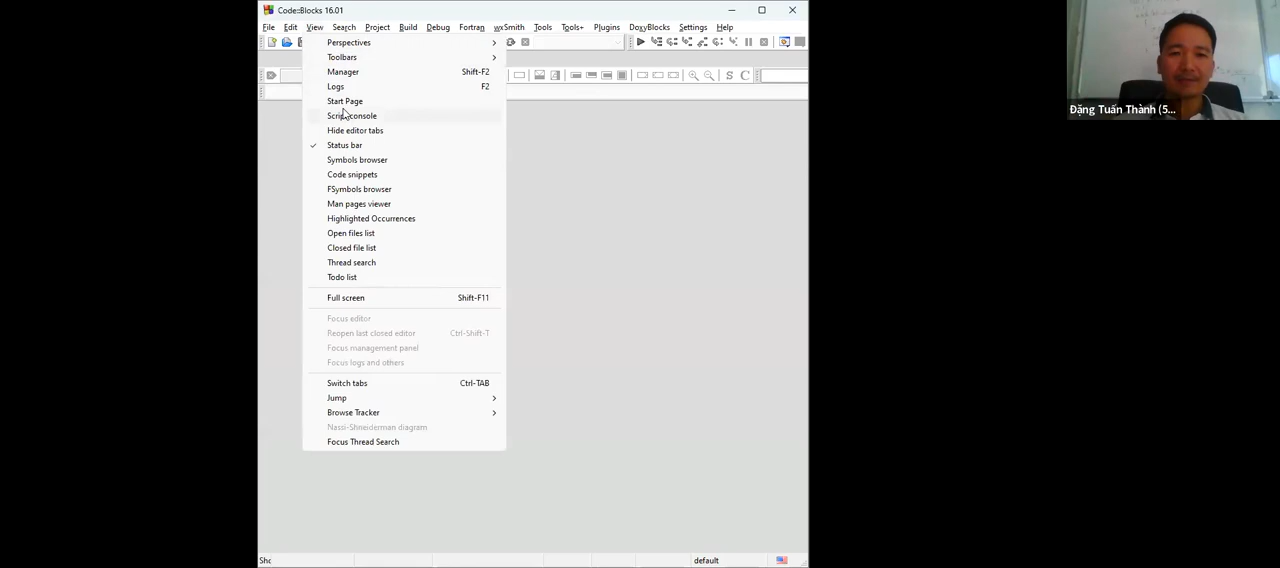 Code::Blocks 16.01
File Edit View Search Project Build Debug Fortran wxSmith Tools Tools+ Plugins DoxyBlocks Settings Help
Perspectives
Toolbars
Manager Shift-F2
Logs F2
Start Page
Script console
Hide editor tabs
Status bar
Symbols browser
Code snippets
FSymbols browser
Man pages viewer
Highlighted Occurrences
Open files list
Closed file list
Thread search
Todo list
Full screen Shift-F11
Focus editor
Reopen last closed editor Ctrl-Shift-T
Focus management panel
Focus logs and others
Switch tabs Ctrl-TAB
Jump
Browse Tracker
Nassi-Shneiderman diagram
Focus Thread Search
S C
Đặng Tuấn Thành (5...
Shc default